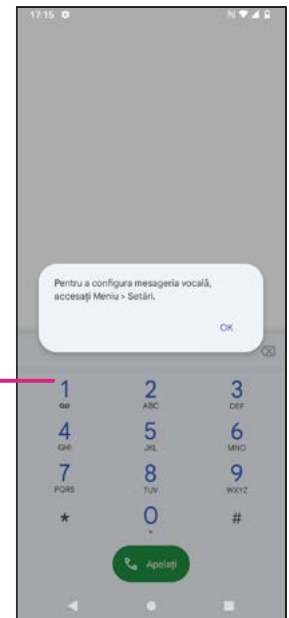 17:15
Pentru a configura mesageria vocală,
accesați Meniu > Setări.
OK
1 2 3
ABC DEF
4 5 6
GHI JKL MNO
7 8 9
PQRS TUV WXYZ
* 0 #
Apelați